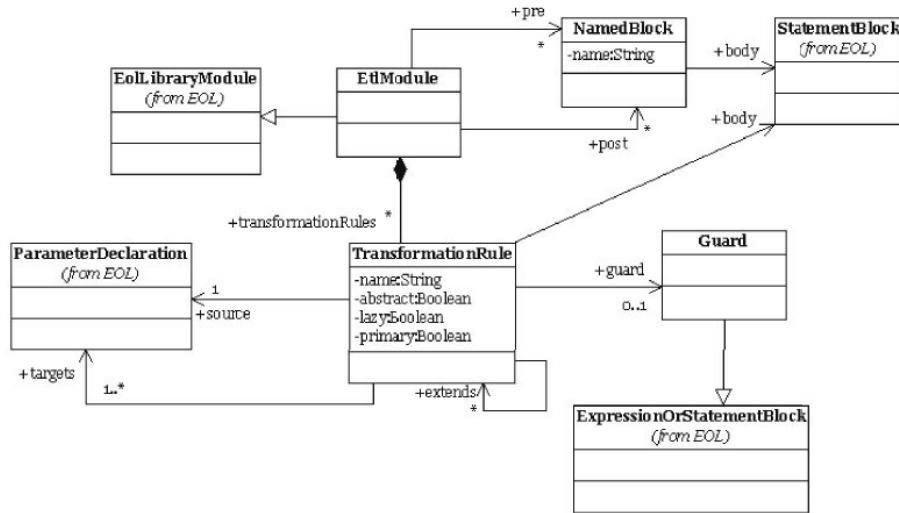 +pre
*
NamedBlock
-name:String
StatementBlock
(from EOL)
+body
EolLibraryModule
(from EOL)
EtlModule
+post
*
+body
+transformationRules
*
ParameterDeclaration
(from EOL)
TransformationRule
-name:String
-abstract:Boolean
-lazy:Boolean
-primary:Boolean
Guard
+guard
0..1
1
+source
+targets
1..*
+extends
*
ExpressionOrStatementBlock
(from EOL)